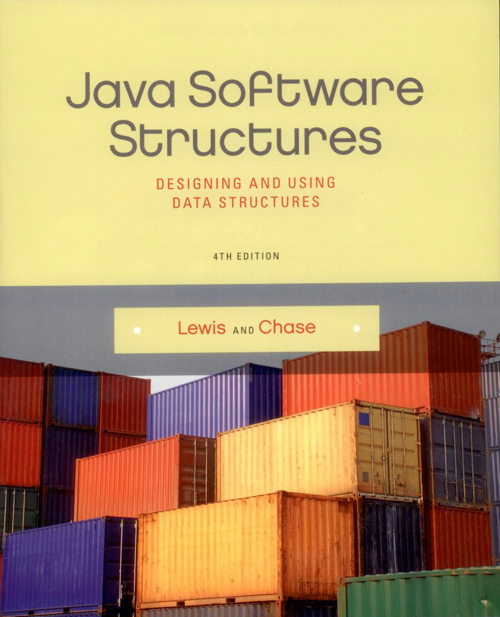 Java Software
Structures
DESIGNING AND USING
DATA STRUCTURES
4TH EDITION
Lewis AND Chase